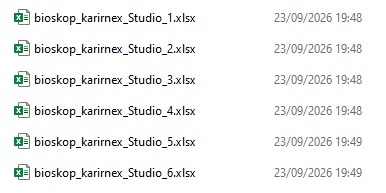 bioskop_karirnex_Studio_1.xlsx 23/09/2026 19:48
bioskop_karirnex_Studio_2.xlsx 23/09/2026 19:48
bioskop_karirnex_Studio_3.xlsx 23/09/2026 19:48
bioskop_karirnex_Studio_4.xlsx 23/09/2026 19:48
bioskop_karirnex_Studio_5.xlsx 23/09/2026 19:49
bioskop_karirnex_Studio_6.xlsx 23/09/2026 19:49